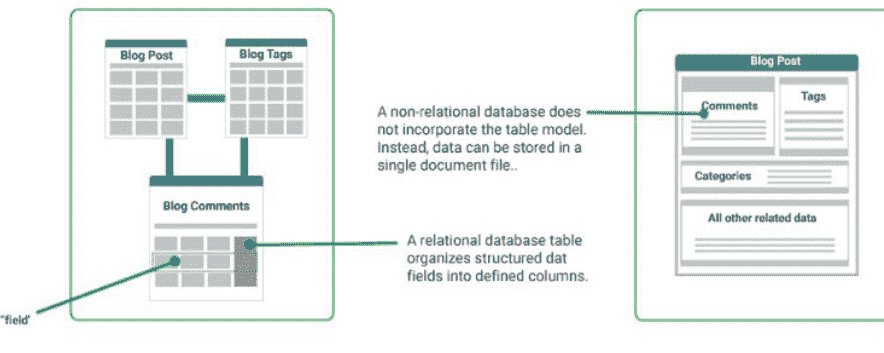 Blog Post
Blog Tags
Blog Comments
"field'
A non-relational database does
not incorporate the table model.
Instead, data can be stored in a
single document file..
A relational database table
organizes structured dat
fields into defined columns.
Blog Post
Comments
Tags
Categories
All other related data